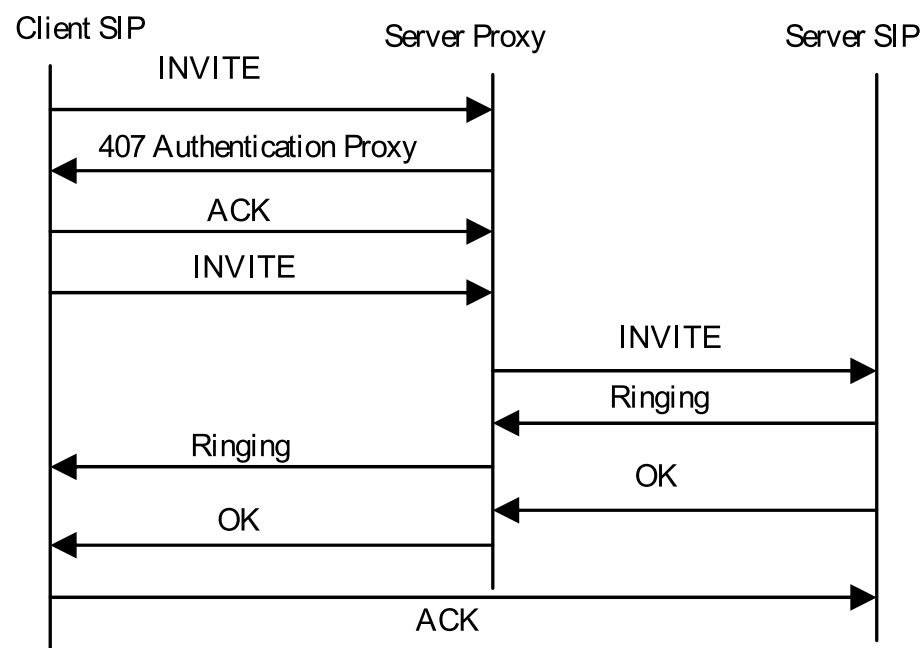 Client SIP
Server Proxy
Server SIP
INVITE
407 Authentication Proxy
ACK
INVITE
INVITE
Ringing
Ringing
OK
OK
ACK